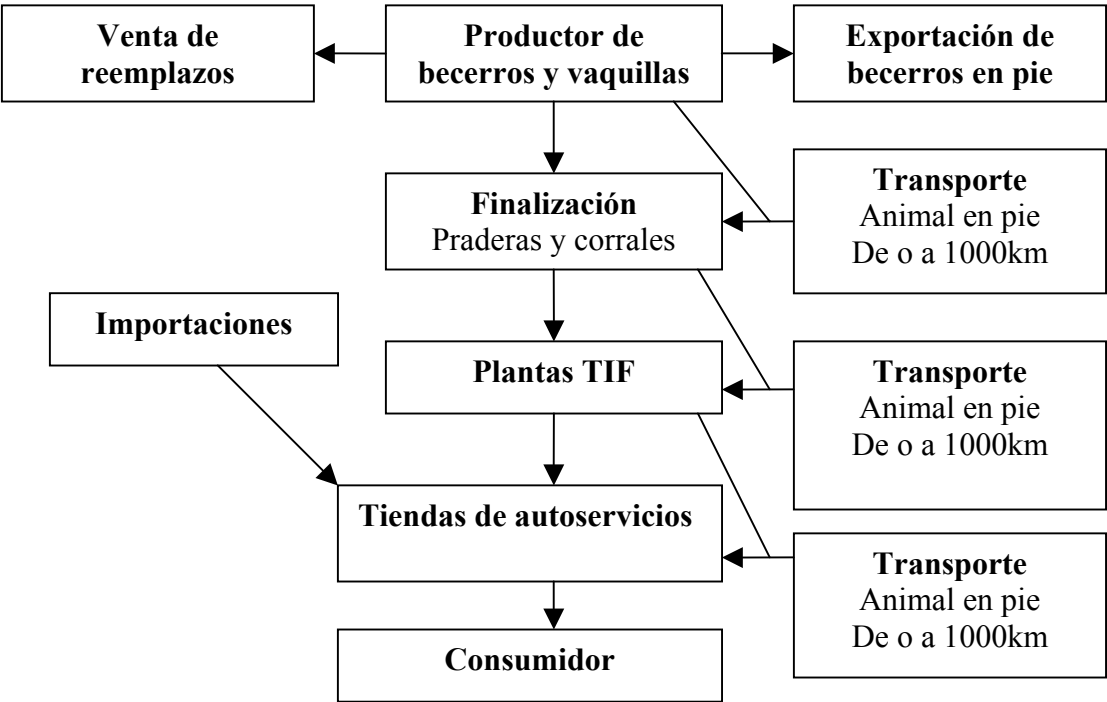 Venta de
reemplazos
Productor de
becerros y vaquillas
Exportación de
becerros en pie
Transporte
Animal en pie
De o a 1000km
Finalización
Praderas y corrales
Importaciones
Plantas TIF
Transporte
Animal en pie
De o a 1000km
Tiendas de autoservicios
Transporte
Animal en pie
De o a 1000km
Consumidor